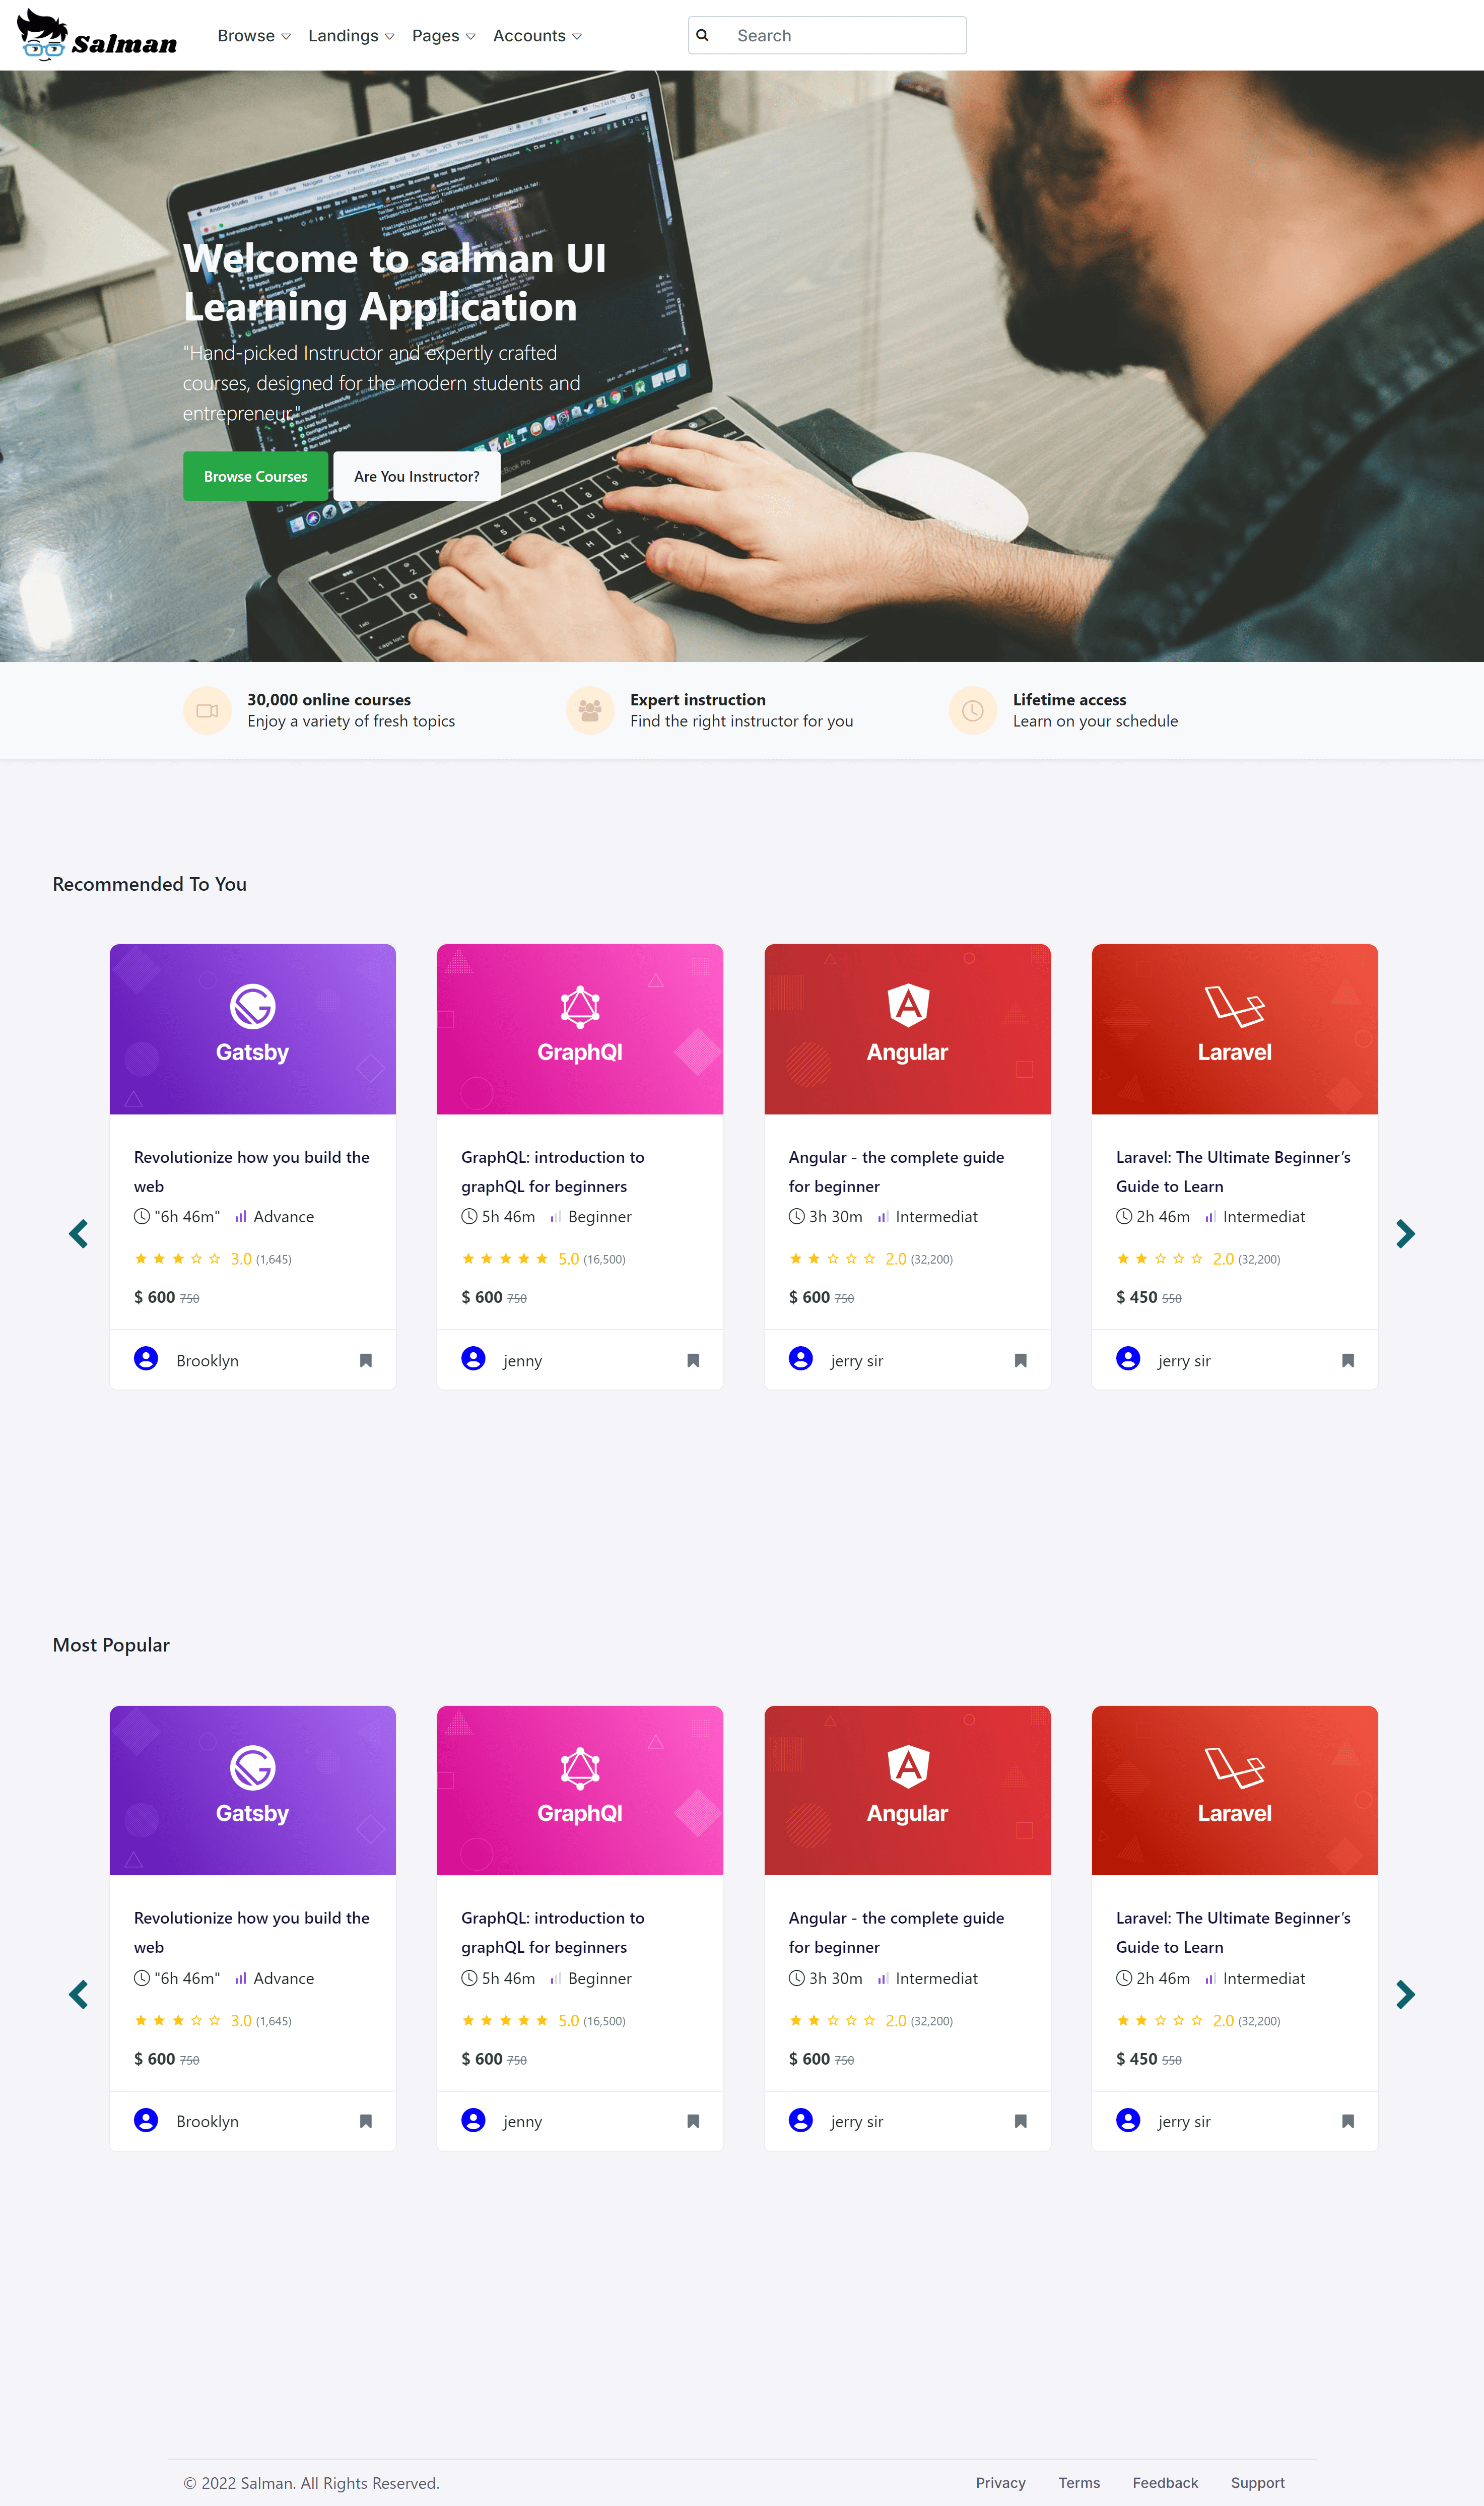 Salman
Browse Landings Pages Accounts
Search
Welcome to salman UI
Learning Application
"Hand-picked Instructor and expertly crafted
courses, designed for the modern students and
entrepreneur."
Browse Courses
Are You Instructor?
30,000 online courses
Enjoy a variety of fresh topics
Expert instruction
Find the right instructor for you
Lifetime access
Learn on your schedule
Recommended To You
Gatsby
Revolutionize how you build the
web
"6h 46m" Advance
3.0 (1,645)
$ 600 750
Brooklyn
GraphQl
GraphQL: introduction to
graphQL for beginners
5h 46m Beginner
5.0 (16,500)
$ 600 750
jenny
Angular
Angular - the complete guide
for beginner
3h 30m Intermediat
2.0 (32,200)
$ 600 750
jerry sir
Laravel
Laravel: The Ultimate Beginner’s
Guide to Learn
2h 46m Intermediat
2.0 (32,200)
$ 450 550
jerry sir
Most Popular
Gatsby
Revolutionize how you build the
web
"6h 46m" Advance
3.0 (1,645)
$ 600 750
Brooklyn
GraphQl
GraphQL: introduction to
graphQL for beginners
5h 46m Beginner
5.0 (16,500)
$ 600 750
jenny
Angular
Angular - the complete guide
for beginner
3h 30m Intermediat
2.0 (32,200)
$ 600 750
jerry sir
Laravel
Laravel: The Ultimate Beginner’s
Guide to Learn
2h 46m Intermediat
2.0 (32,200)
$ 450 550
jerry sir
© 2022 Salman. All Rights Reserved.
Privacy Terms Feedback Support